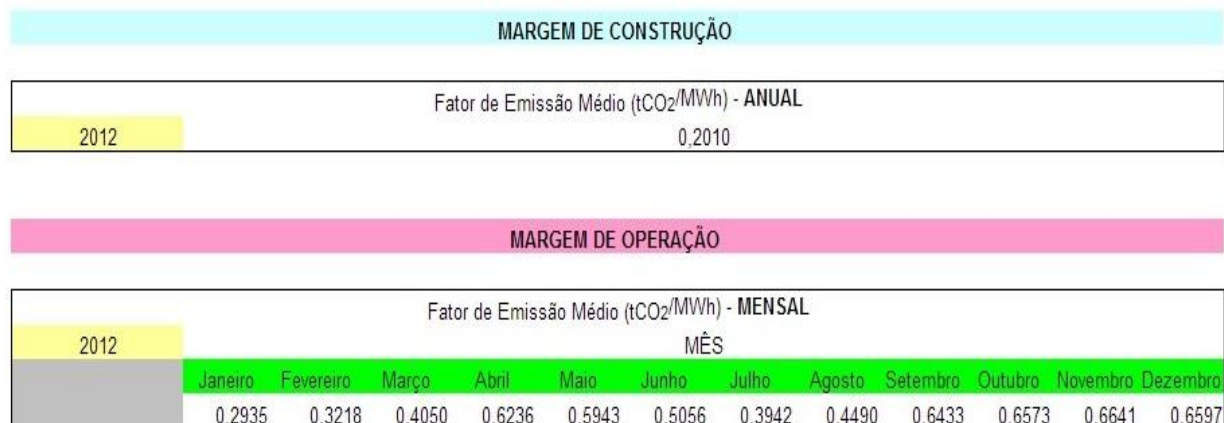 MARGEM DE CONSTRUÇÃO
Fator de Emissão Médio (tCO2/MWh) - ANUAL
2012 0,2010
MARGEM DE OPERAÇÃO
Fator de Emissão Médio (tCO2/MWh) - MENSAL
2012 MÊS
Janeiro Fevereiro Março Abril Maio Junho Julho Agosto Setembro Outubro Novembro Dezembro
0,2935 0,3218 0,4050 0,6236 0,5943 0,5056 0,3942 0,4490 0,6433 0,6573 0,6641 0,6597